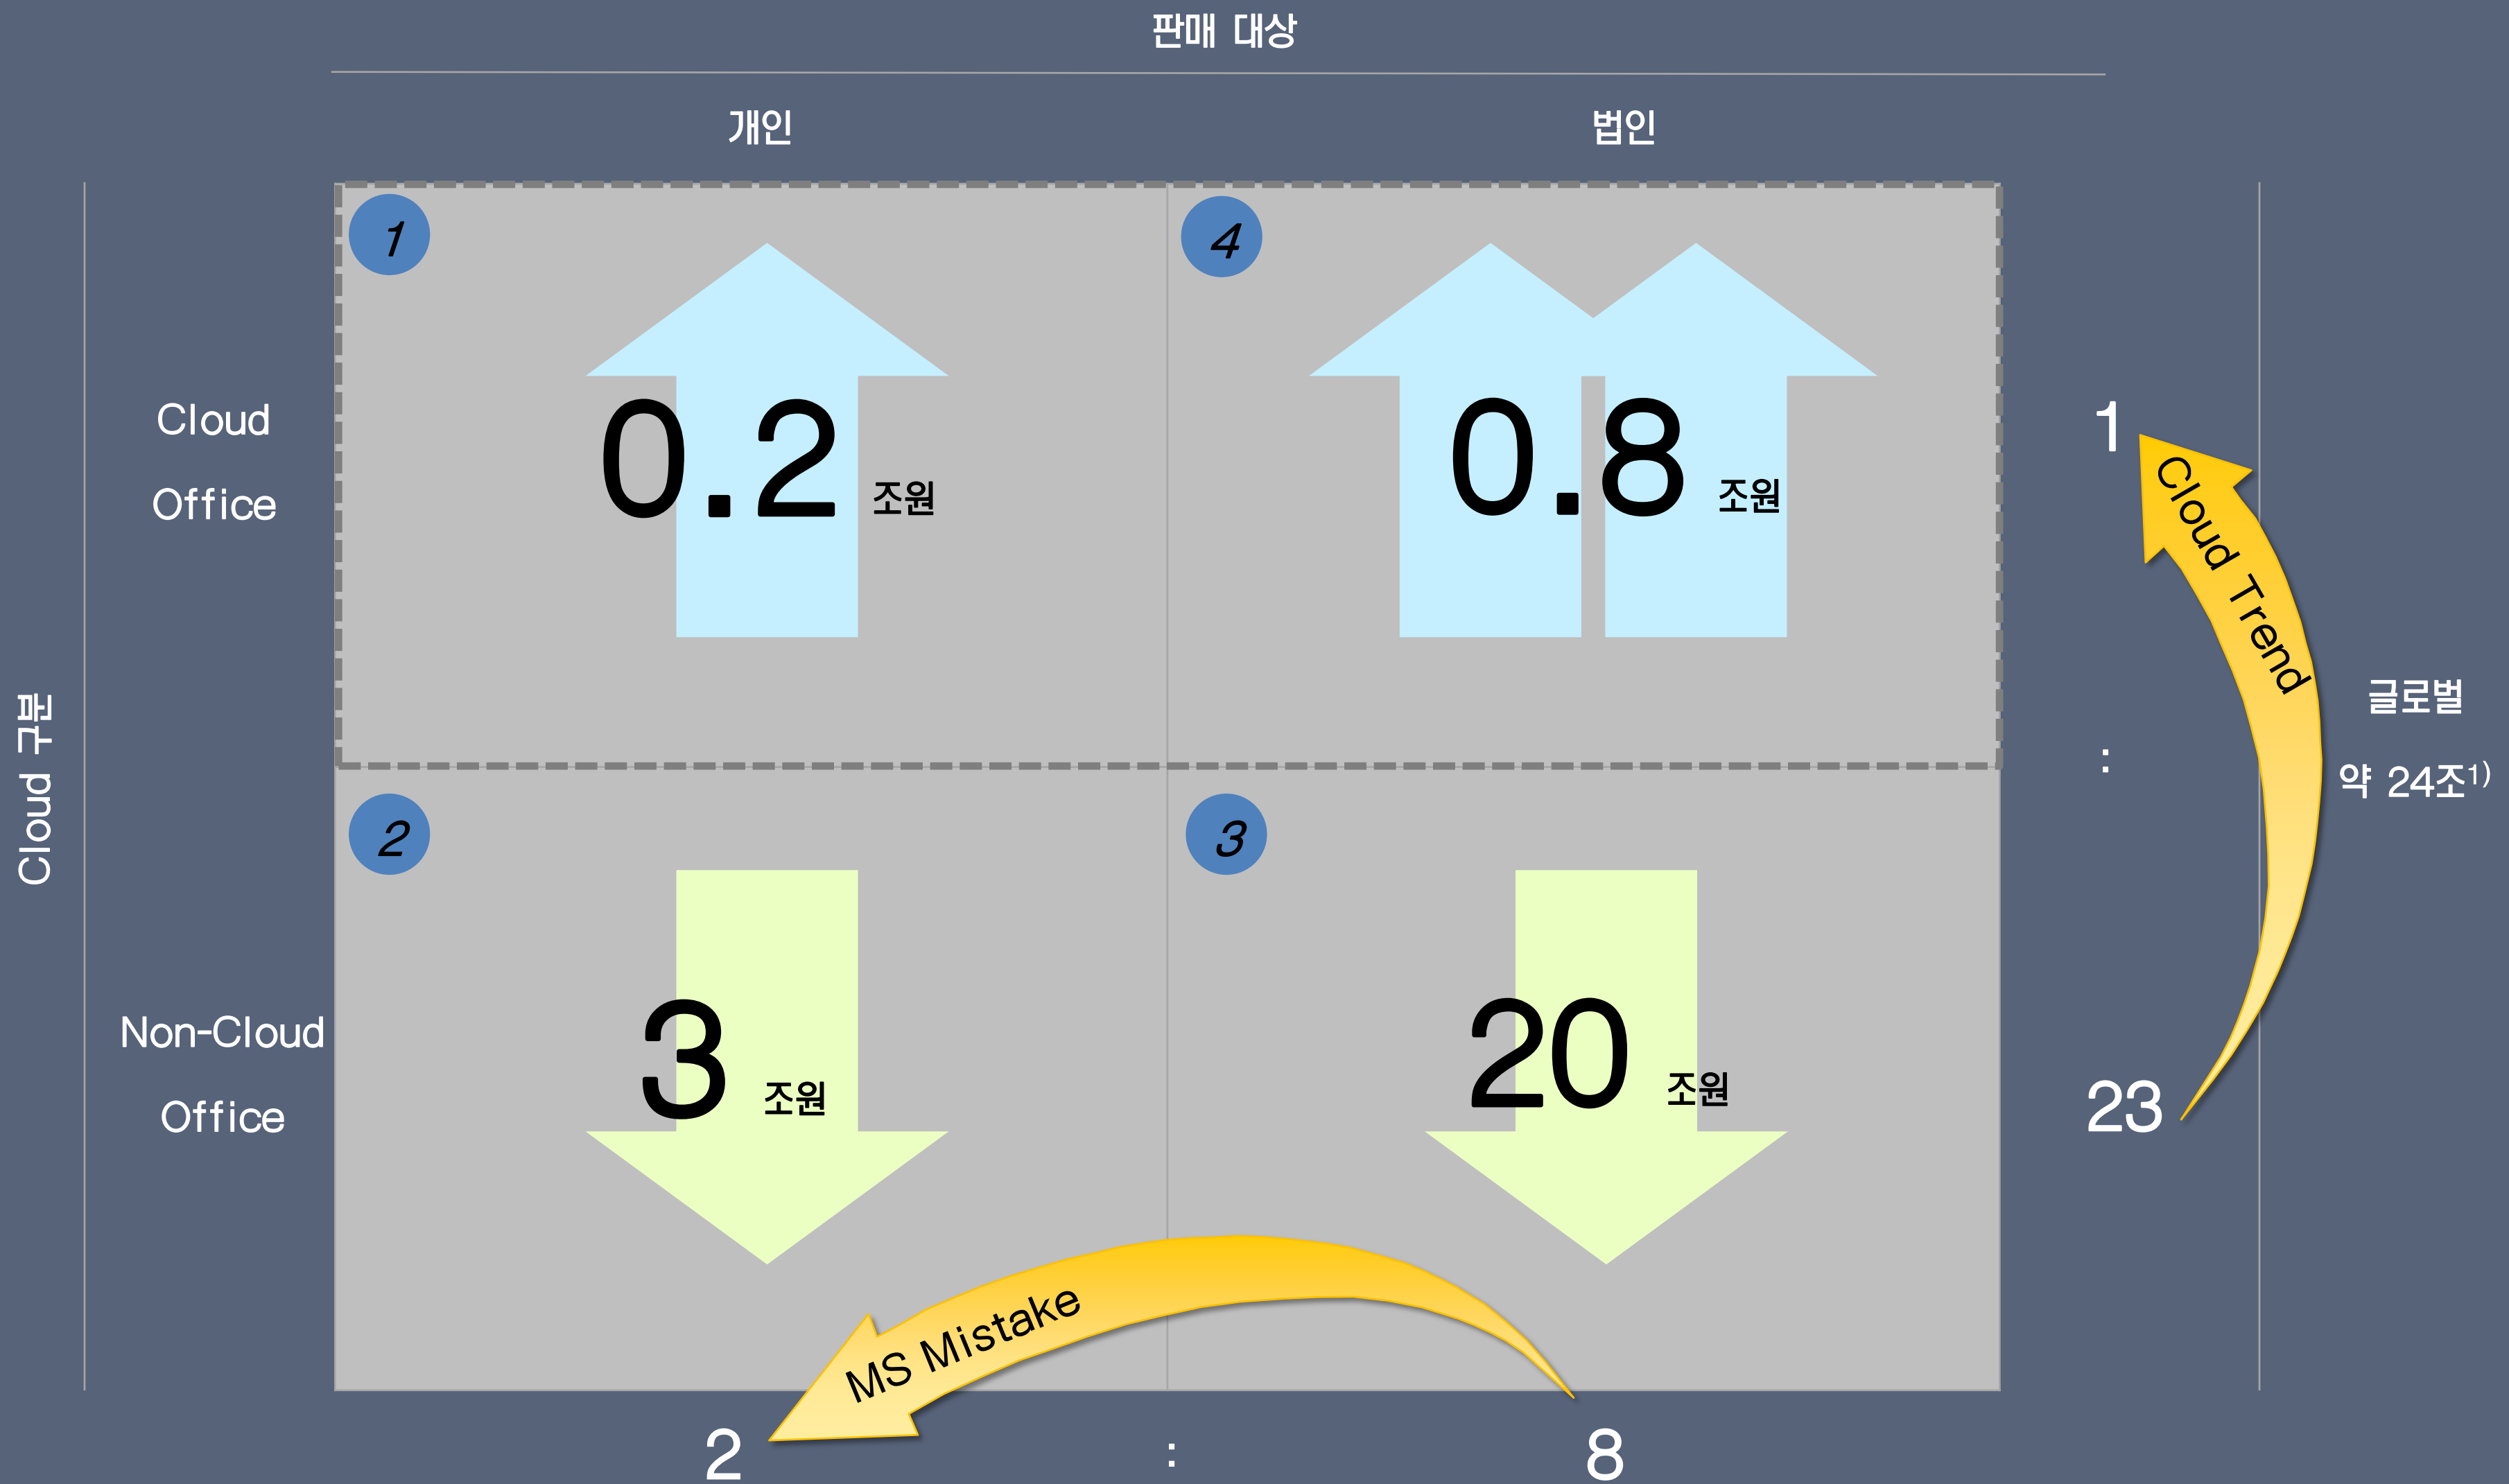 판매 대상
개인
법인
1
4
Cloud
Office
0.2 조원
0.8 조원
1
Cloud Trend
Cloud 구분
:
글로벌
약 24조1)
2
3
Non-Cloud
Office
3 조원
20 조원
23
MS Mistake
2
:
8